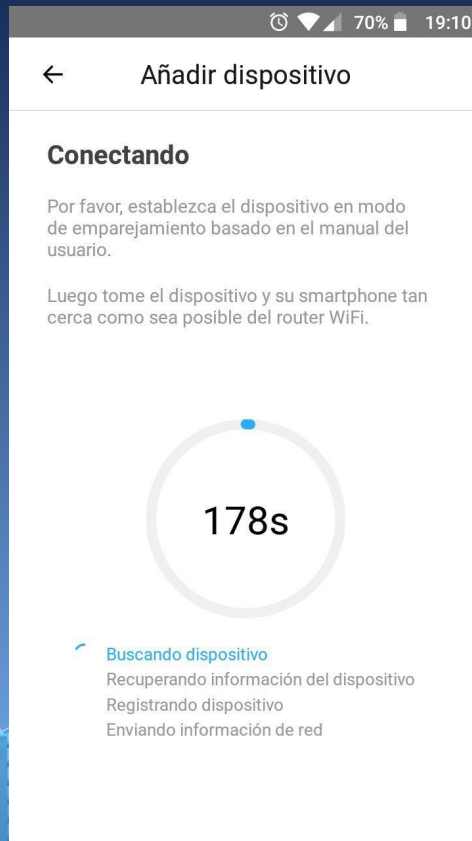 70% 19:10
Añadir dispositivo
Conectando
Por favor, establezca el dispositivo en modo
de emparejamiento basado en el manual del
usuario.
Luego tome el dispositivo y su smartphone tan
cerca como sea posible del router WiFi.
178s
Buscando dispositivo
Recuperando información del dispositivo
Registrando dispositivo
Enviando información de red